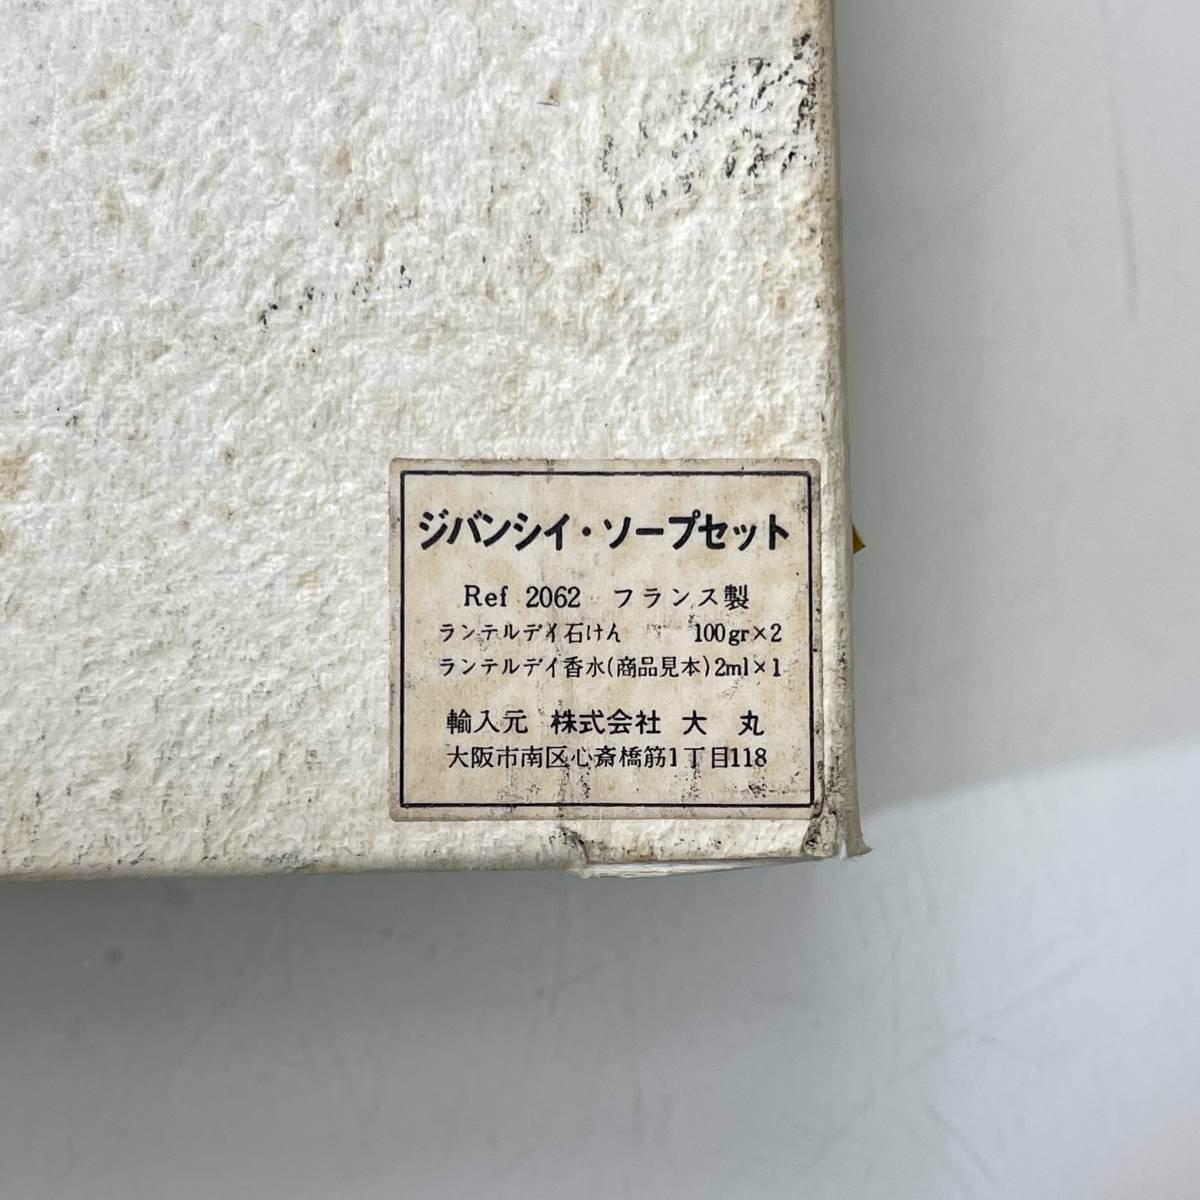 ジバンシイ・ソープセット
Ref 2062 フランス製
ランテルデイ石けん 100gr×2
ランテルデイ香水(商品見本)2ml×1
輸入元 株式会社 大丸
大阪市南区心斎橋筋1丁目118